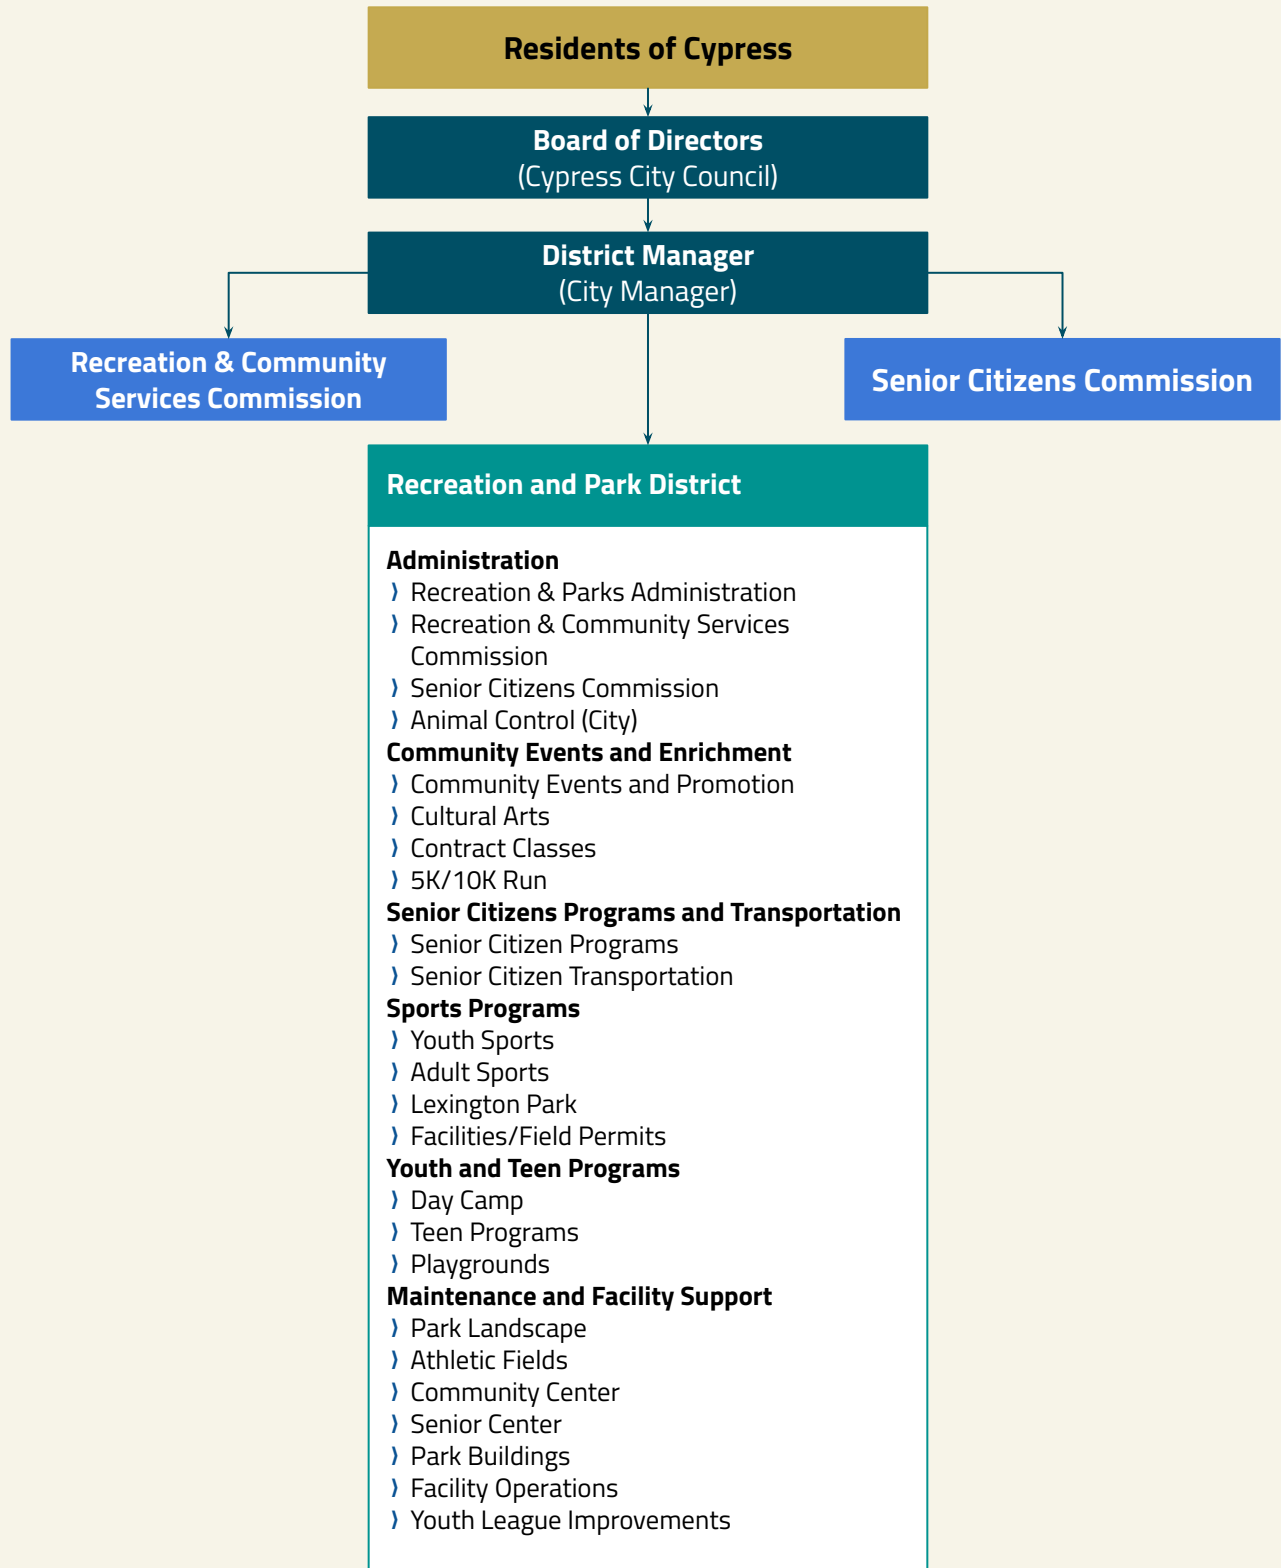 Residents of Cypress
Board of Directors
(Cypress City Council)
District Manager
(City Manager)
Recreation & Community
Services Commission
Senior Citizens Commission
Recreation and Park District
Administration
⟩ Recreation & Parks Administration
⟩ Recreation & Community Services
Commission
⟩ Senior Citizens Commission
⟩ Animal Control (City)
Community Events and Enrichment
⟩ Community Events and Promotion
⟩ Cultural Arts
⟩ Contract Classes
⟩ 5K/10K Run
Senior Citizens Programs and Transportation
⟩ Senior Citizen Programs
⟩ Senior Citizen Transportation
Sports Programs
⟩ Youth Sports
⟩ Adult Sports
⟩ Lexington Park
⟩ Facilities/Field Permits
Youth and Teen Programs
⟩ Day Camp
⟩ Teen Programs
⟩ Playgrounds
Maintenance and Facility Support
⟩ Park Landscape
⟩ Athletic Fields
⟩ Community Center
⟩ Senior Center
⟩ Park Buildings
⟩ Facility Operations
⟩ Youth League Improvements